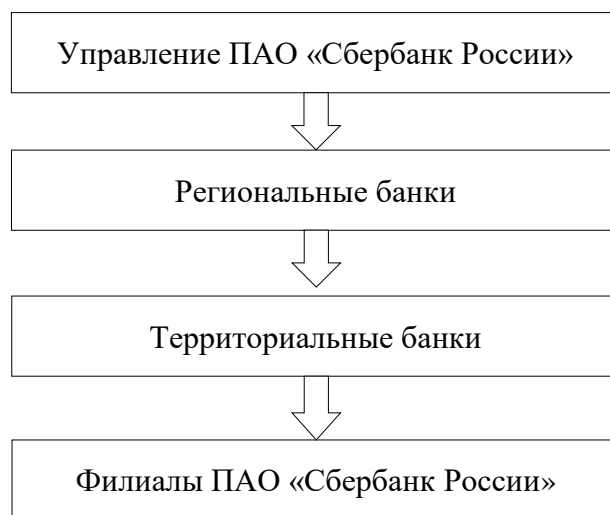 Управление ПАО «Сбербанк России»
Региональные банки
Территориальные банки
Филиалы ПАО «Сбербанк России»